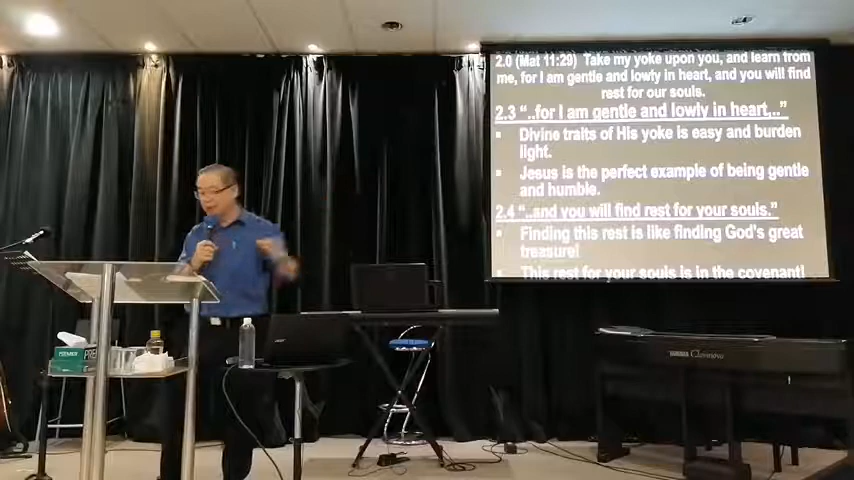 2.0 (Mat 11:29) Take my yoke upon you, and learn from
me, for I am gentle and lowly in heart, and you will find
rest for our souls.
2.3 “..for I am gentle and lowly in heart,..”
▪ Divine traits of HIs yoke is easy, and burden
light.
▪ Jesus is the perfect example of being gentle
and humble.
2.4 “..and you will find rest for your souls.”
▪ Finding this rest is like finding God's great
treasure!
This rest for your souls is in the new covenant
PREMIER
YAMAHA Clavinova